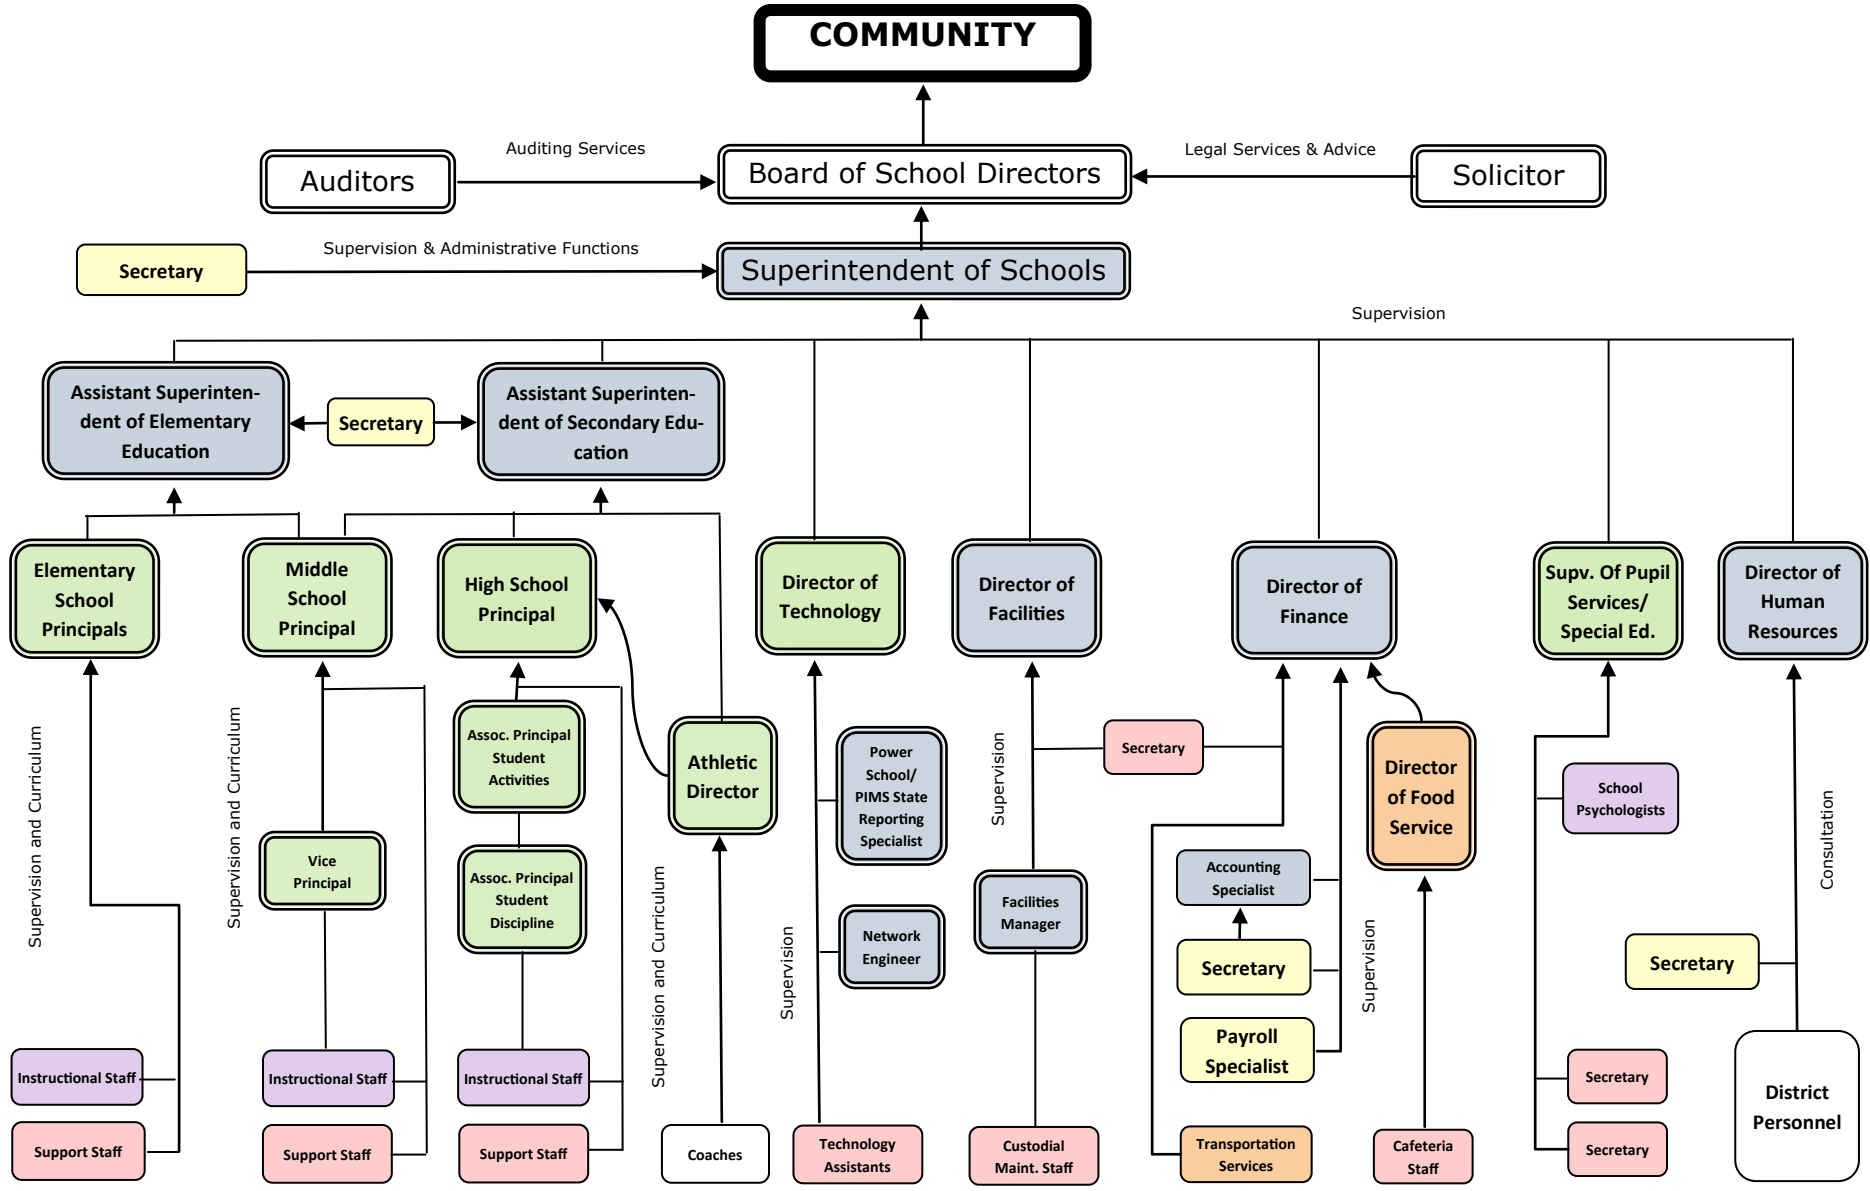 COMMUNITY
Auditing Services
Legal Services & Advice
Auditors
Board of School Directors
Solicitor
Supervision & Administrative Functions
Secretary
Superintendent of Schools
Supervision
Assistant Superinten-
dent of Elementary
Education
Secretary
Assistant Superinten-
dent of Secondary Edu-
cation
Elementary
School
Principals
Middle
School
Principal
High School
Principal
Director of
Technology
Director of
Facilities
Director of
Finance
Supv. Of Pupil
Services/
Special Ed.
Director of
Human
Resources
Supervision and Curriculum
Supervision and Curriculum
Assoc. Principal
Student
Activities
Athletic
Director
Power
School/
PIMS State
Reporting
Specialist
Supervision
Secretary
Director
of Food
Service
School
Psychologists
Consultation
Vice
Principal
Assoc. Principal
Student
Discipline
Supervision and Curriculum
Supervision
Network
Engineer
Facilities
Manager
Accounting
Specialist
Secretary
Supervision
Secretary
Payroll
Specialist
Instructional Staff
Instructional Staff
Instructional Staff
Secretary
District
Personnel
Support Staff
Support Staff
Support Staff
Coaches
Technology
Assistants
Custodial
Maint. Staff
Transportation
Services
Cafeteria
Staff
Secretary